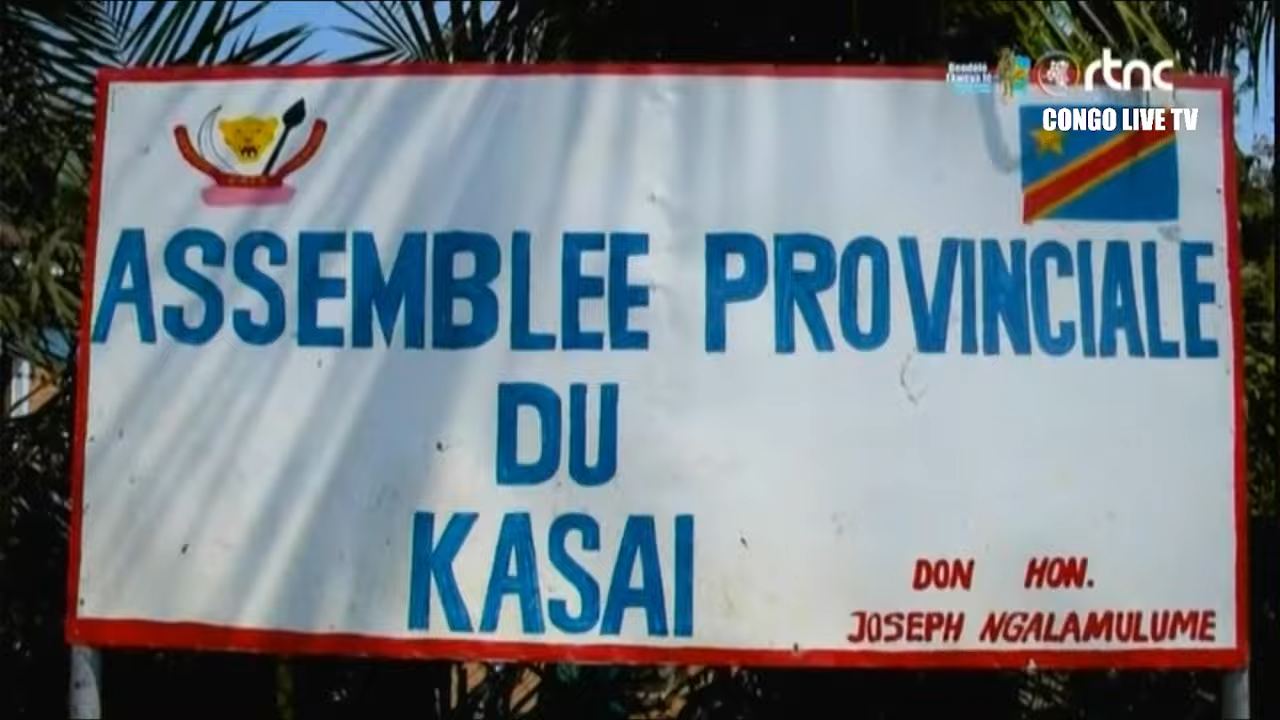 rtnc
CONGO LIVE TV
ASSEMBLEE PROVINCIALE
DU
KASAI
DON HON.
JOSEPH NGALAMULUME